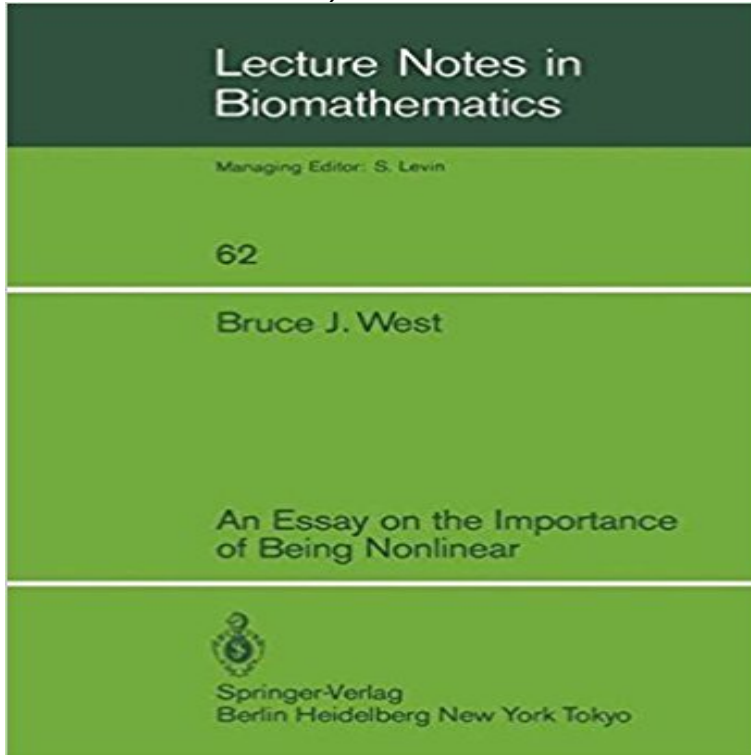 Lecture Notes in
Biomathematics
Managing Editor: S. Levin
62
Bruce J. West
An Essay on the Importance
of Being Nonlinear
Springer-Verlag
Berlin Heidelberg New York Tokyo